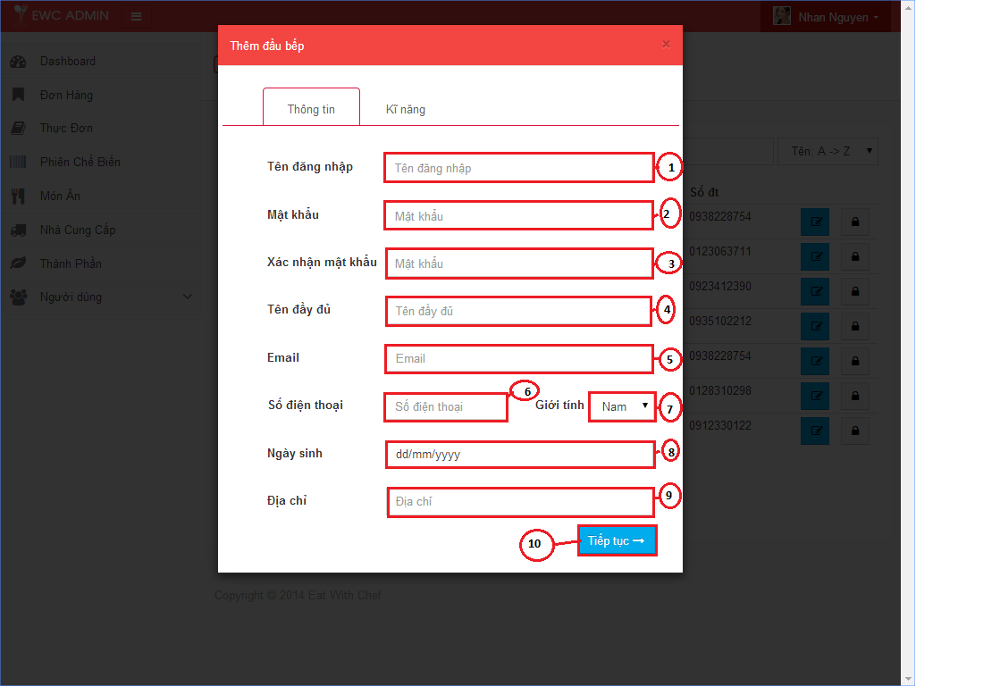 EWC ADMIN
Nhan Nguyen
Thêm đầu bếp
×
Dashboard
Đơn Hàng
Thực Đơn
Phiên Chế Biến
Món Ăn
Nhà Cung Cấp
Thành Phần
Người dùng
Thông tin
Kĩ năng
Tên đăng nhập
Tên đăng nhập
1
Mật khẩu
Mật khẩu
2
Xác nhận mật khẩu
Mật khẩu
3
Tên đầy đủ
Tên đầy đủ
4
Email
Email
5
Số điện thoại
Số điện thoại
6
Giới tính
Nam
7
Ngày sinh
dd/mm/yyyy
8
Địa chỉ
Địa chỉ
9
10
Tiếp tục →
Tên: A -> Z
Số đt
0938228754
0123063711
0923412390
0935102212
0938228754
0128310298
0912330122
Copyright © 2014 Eat With Chef